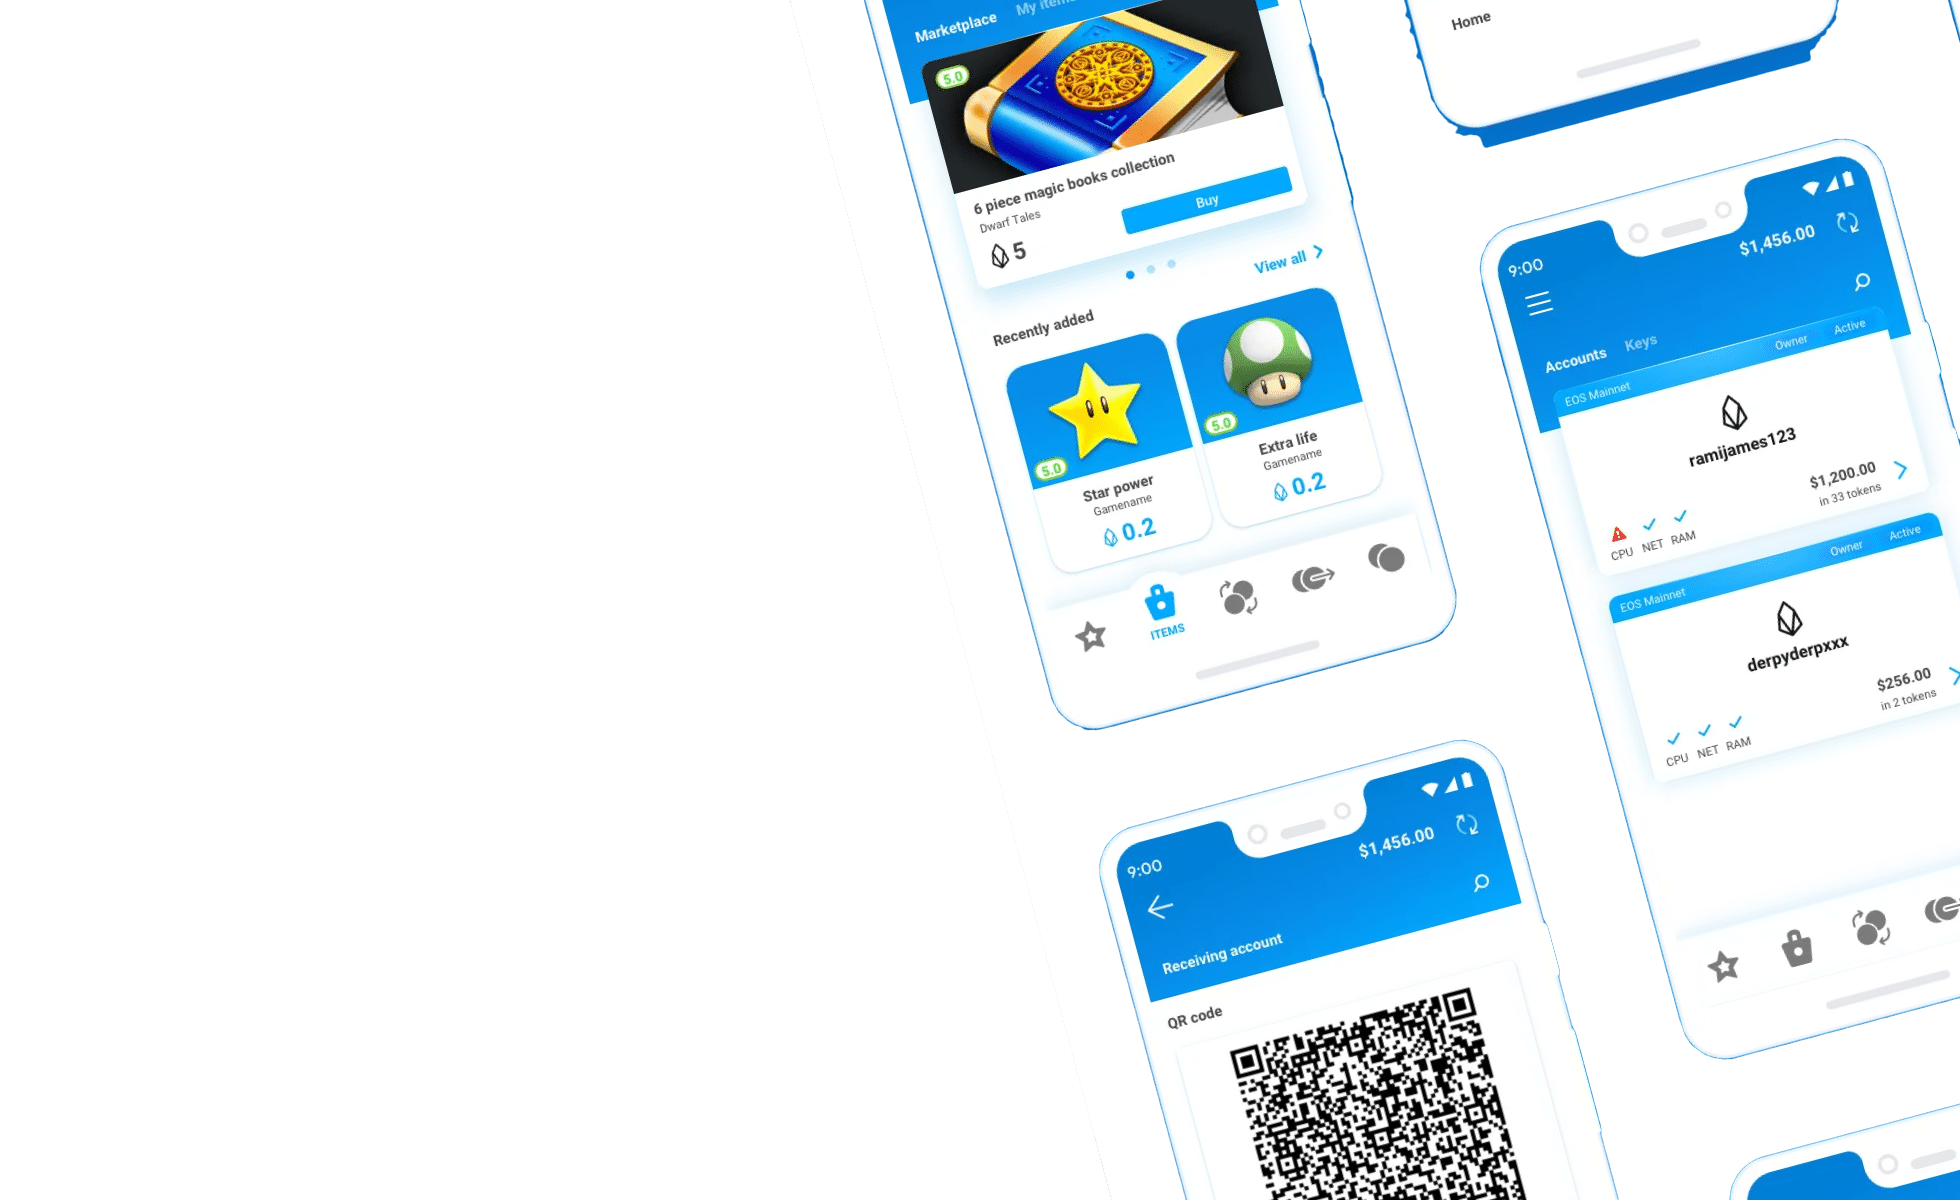 Marketplace
My items
5.0
6 piece magic books collection
Dwarf Tales
5
Buy
View all
Recently added
5.0
Star power
Gamename
0.2
5.0
Extra life
Gamename
0.2
ITEMS
Home
9:00
$1,456.00
Accounts
Keys
EOS Mainnet
Owner
Active
ramijames123
$1,200.00
in 33 tokens
CPU
NET
RAM
EOS Mainnet
Owner
Active
derpyderpxxx
$256.00
in 2 tokens
CPU
NET
RAM
9:00
$1,456.00
Receiving account
QR code